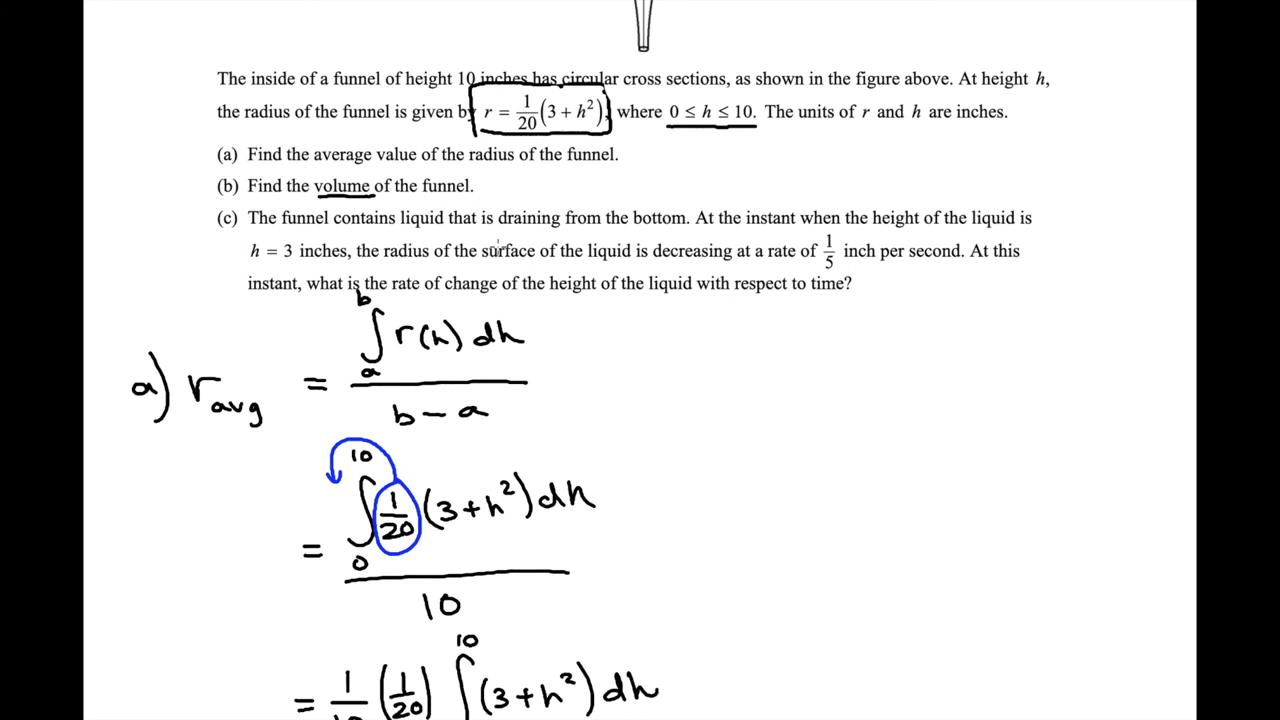 The inside of a funnel of height 10 inches has circular cross sections, as shown in the figure above. At height h,
the radius of the funnel is given by r = 1/20 (3 + h²), where 0 ≤ h ≤ 10. The units of r and h are inches.
(a) Find the average value of the radius of the funnel.
(b) Find the volume of the funnel.
(c) The funnel contains liquid that is draining from the bottom. At the instant when the height of the liquid is
h = 3 inches, the radius of the surface of the liquid is decreasing at a rate of 1/5 inch per second. At this
instant, what is the rate of change of the height of the liquid with respect to time?
a) r_avg = ∫_a^b r(h) dh / b - a
= ∫_0^10 1/20 (3 + h²) dh / 10
= 1/10 (1/20) ∫^10 (3 + h²) dh